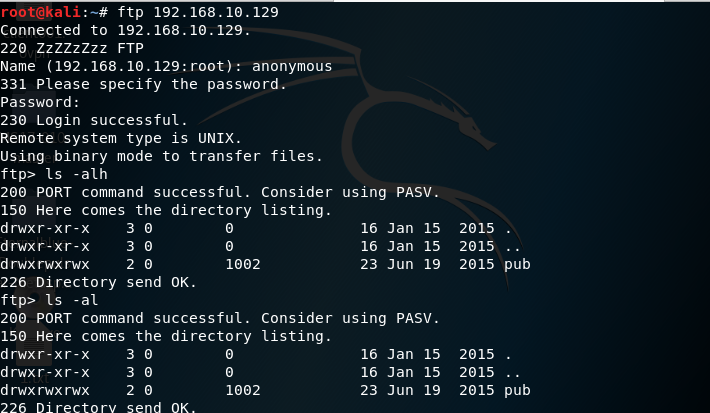 root@kali:~# ftp 192.168.10.129
Connected to 192.168.10.129.
220 ZzZZzZzz FTP
Name (192.168.10.129:root): anonymous
331 Please specify the password.
Password:
230 Login successful.
Remote system type is UNIX.
Using binary mode to transfer files.
ftp> ls -alh
200 PORT command successful. Consider using PASV.
150 Here comes the directory listing.
drwxr-xr-x    3 0        0              16 Jan 15  2015 .
drwxr-xr-x    3 0        0              16 Jan 15  2015 ..
drwxrwxrwx    2 0        1002           23 Jun 19  2015 pub
226 Directory send OK.
ftp> ls -al
200 PORT command successful. Consider using PASV.
150 Here comes the directory listing.
drwxr-xr-x    3 0        0              16 Jan 15  2015 .
drwxr-xr-x    3 0        0              16 Jan 15  2015 ..
drwxrwxrwx    2 0        1002           23 Jun 19  2015 pub
226 Directory send OK.